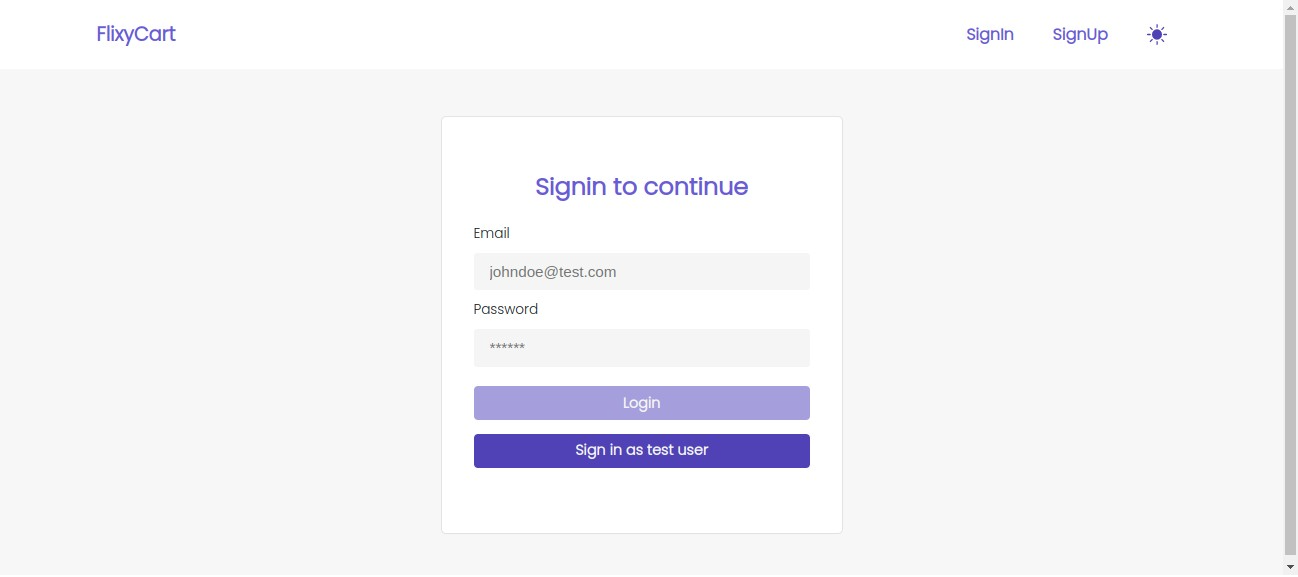 FlixyCart
SignIn
SignUp
Signin to continue
Email
johndoe@test.com
Password
******
Login
Sign in as test user